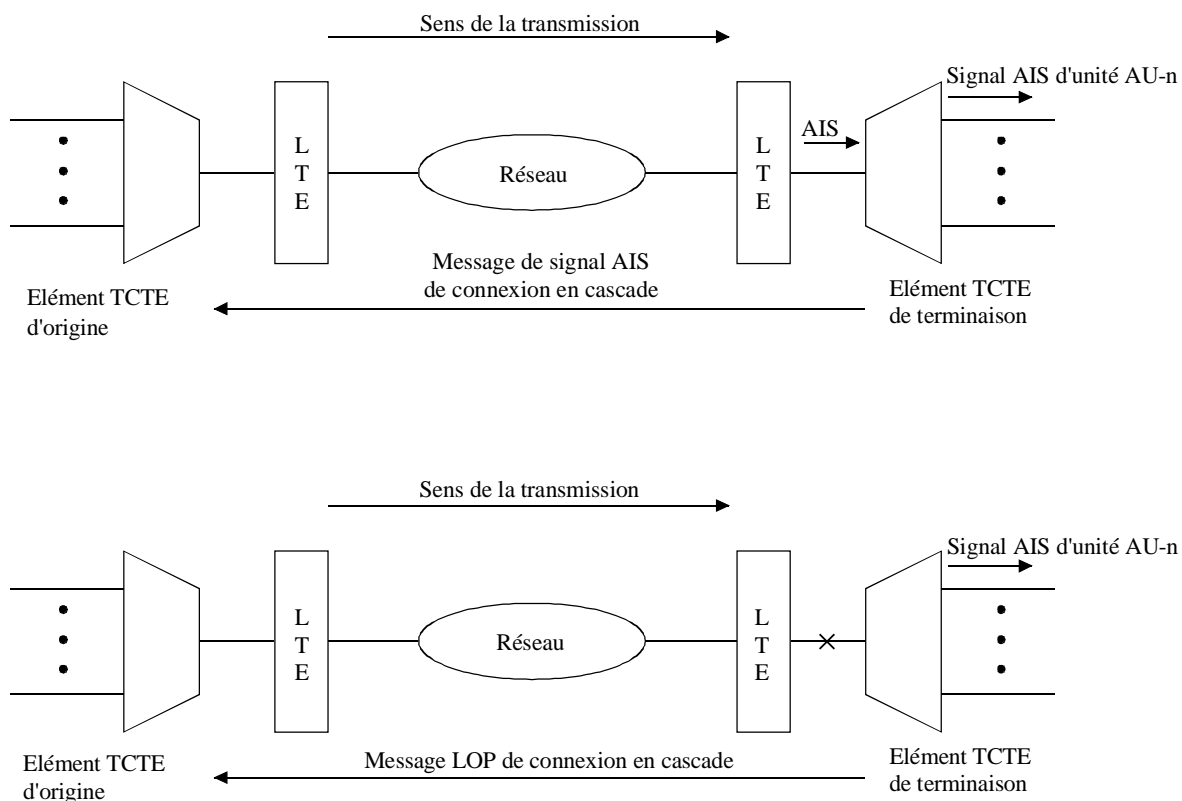 Sens de la transmission
Signal AIS d'unité AU-n
L
T
E
Réseau
L
T
E
AIS
Message de signal AIS
de connexion en cascade
Elément TCTE
d'origine
Elément TCTE
de terminaison
Sens de la transmission
Signal AIS d'unité AU-n
L
T
E
Réseau
L
T
E
Message LOP de connexion en cascade
Elément TCTE
d'origine
Elément TCTE
de terminaison